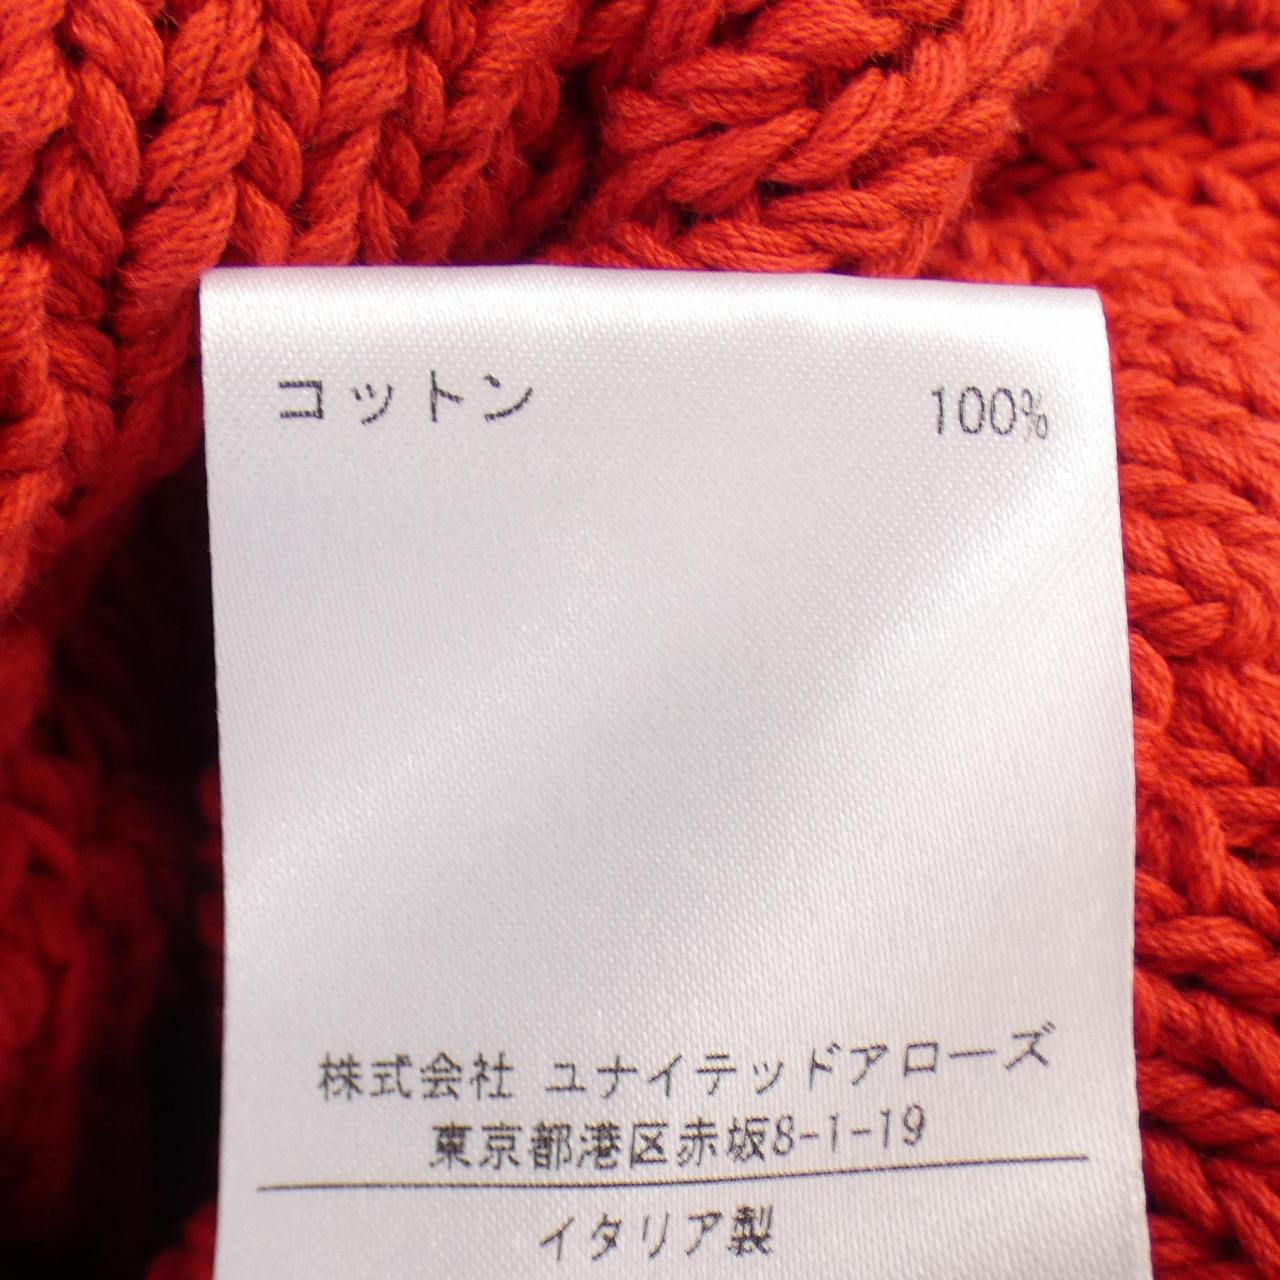 コットン 100%
株式会社 ユナイテッドアローズ
東京都港区赤坂8-1-19
イタリア製